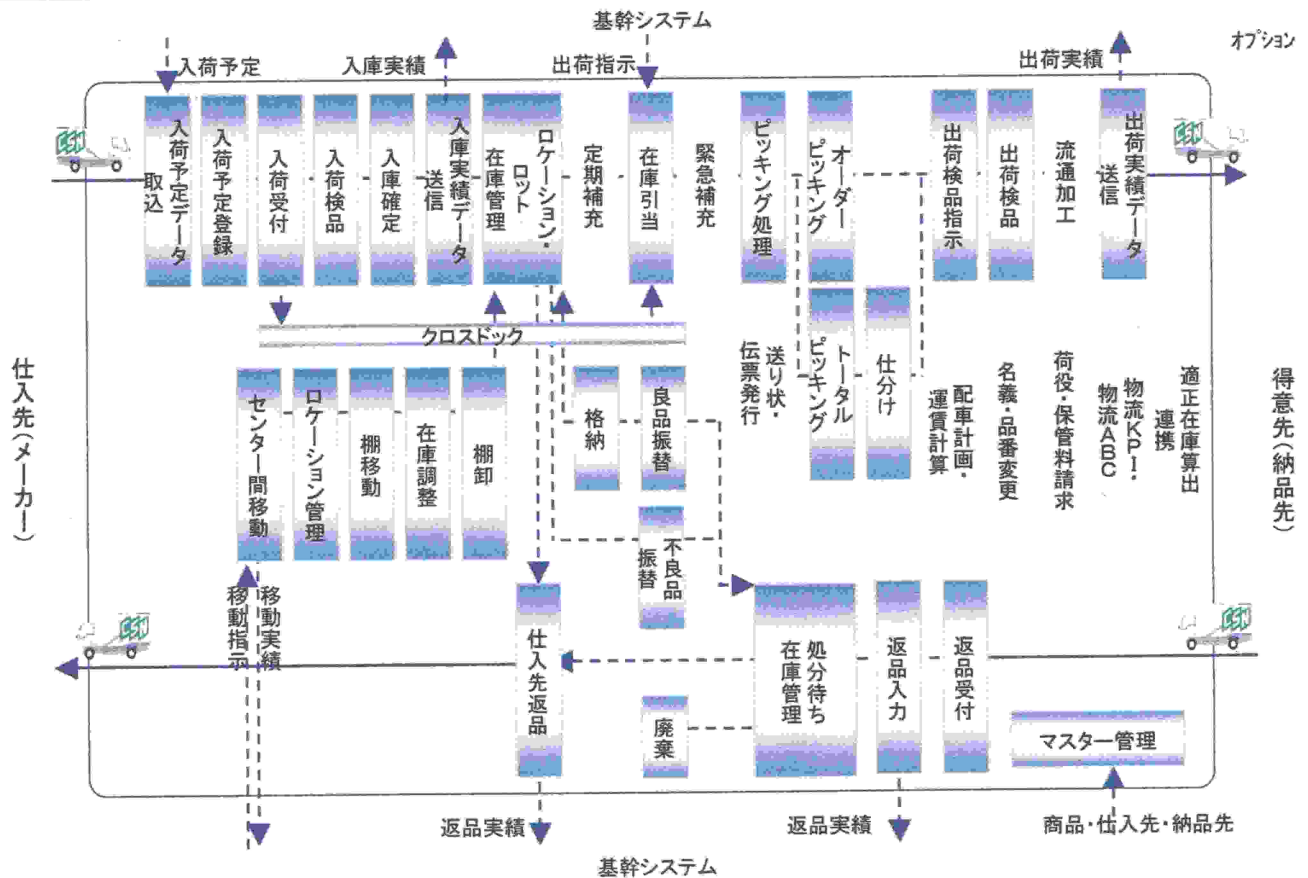 基幹システム
オプション
入荷予定
入庫実績
出荷指示
出荷実績
CSN
CSN
入荷予定データ
取込
入荷予定登録
入荷受付
入荷検品
入庫確定
入庫実績データ
送信
ロケーション・
ロット
在庫管理
定期補充
在庫引当
緊急補充
ピッキング処理
オーダー
ピッキング
出荷検品指示
出荷検品
流通加工
出荷実績データ
送信
クロスドック
仕入先(メーカー)
センター間移動
ロケーション管理
棚移動
在庫調整
棚卸
格納
良品振替
不良品
振替
送り状・
伝票発行
トータル
ピッキング
仕分け
配車計画・
運賃計算
名義・品番変更
荷役・保管料請求
物流KPI・
物流ABC
適正在庫算出
連携
得意先(納品先)
移動指示
移動実績
CSN
CSN
仕入先返品
廃棄
処分待ち
在庫管理
返品入力
返品受付
マスター管理
返品実績
返品実績
商品・仕入先・納品先
基幹システム